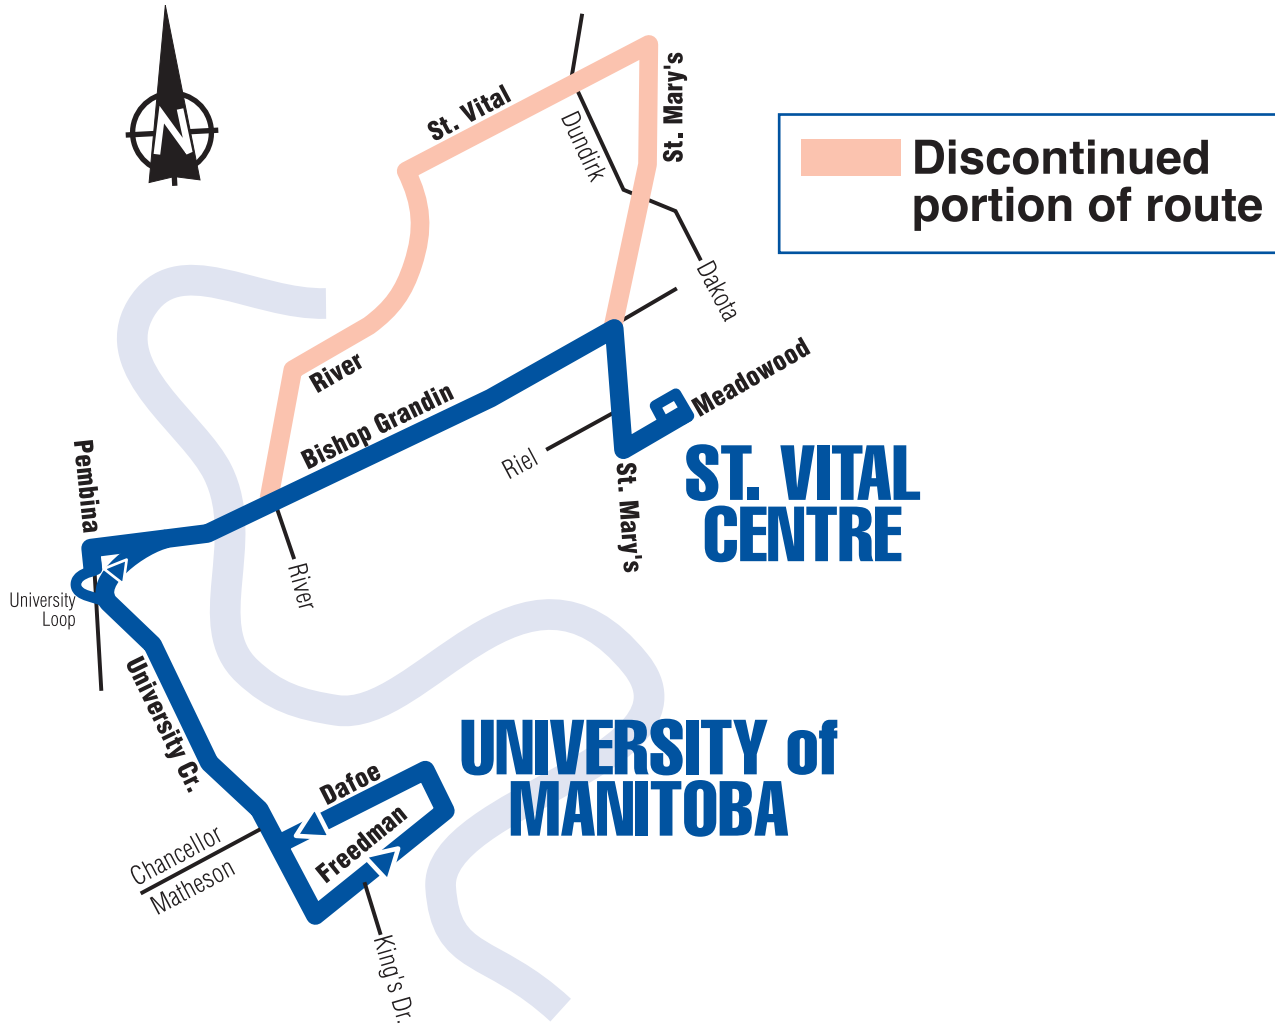 N
St. Vital
St. Mary's
Dundirk
Discontinued
portion of route
Dakota
River
Bishop Grandin
Meadowood
Riel
Pembina
St. Mary's
ST. VITAL
CENTRE
River
University
Loop
University Cr.
UNIVERSITY of
MANITOBA
Dafoe
Freedman
Chancellor
Matheson
King's Dr.